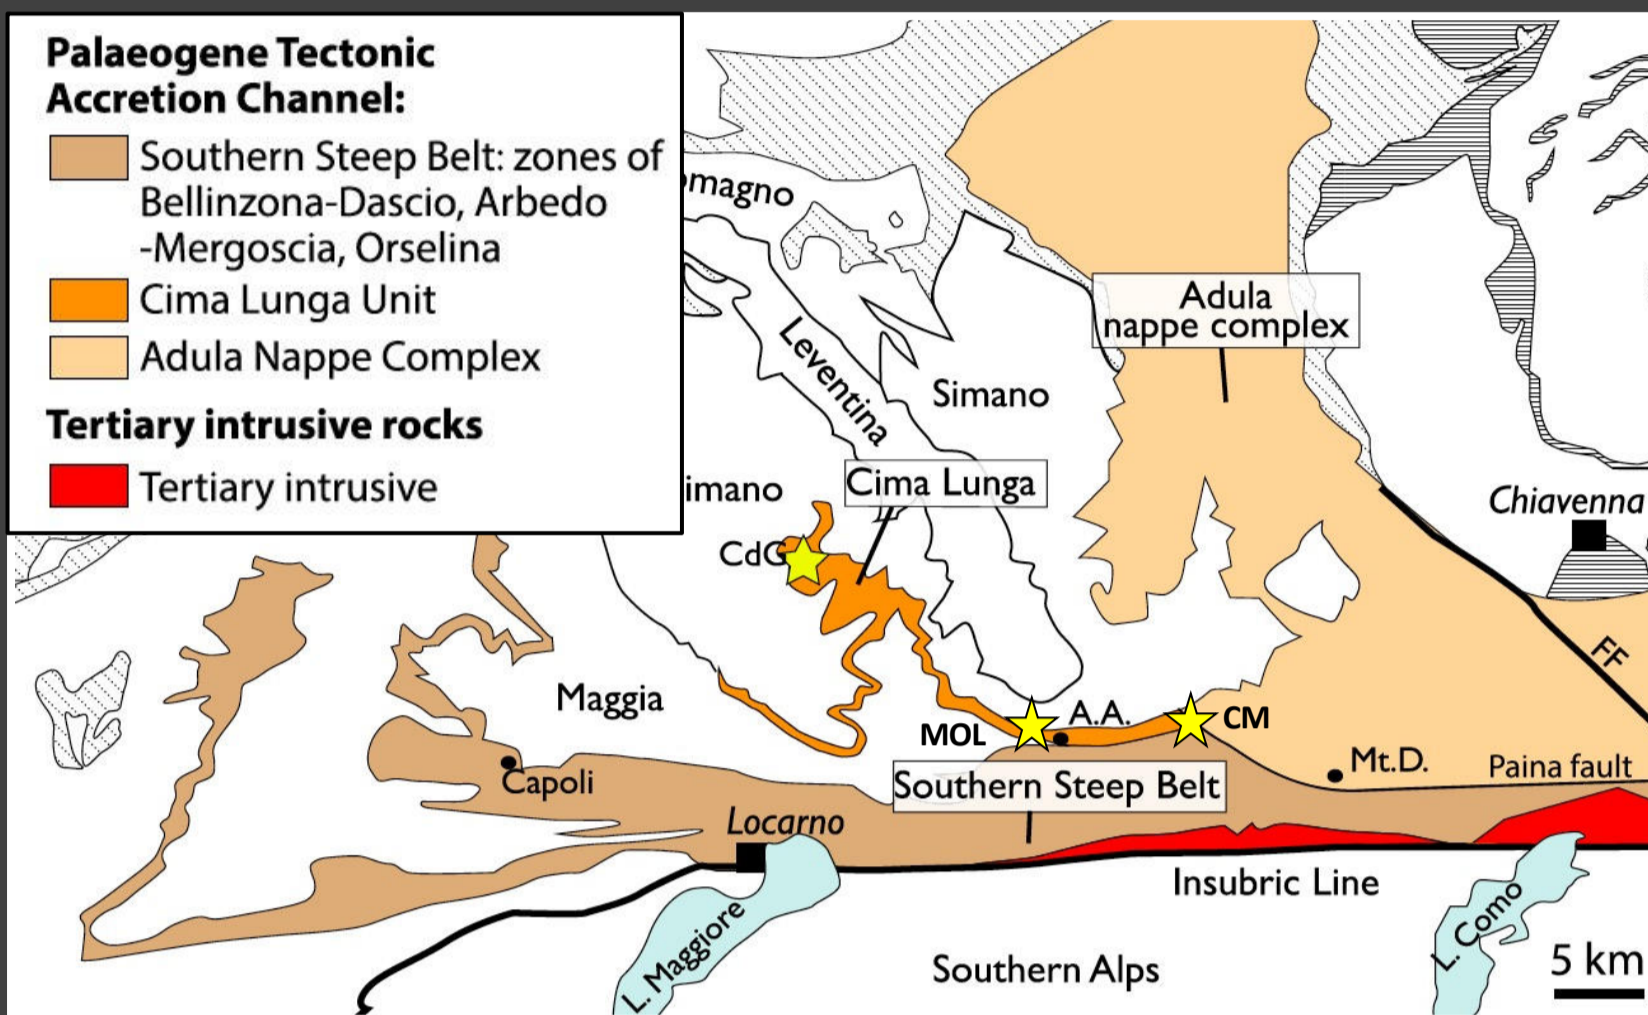 Palaeogene Tectonic
Accretion Channel:
Southern Steep Belt: zones of
Bellinzona-Dascio, Arbedo
-Mergoscia, Orselina
Cima Lunga Unit
Adula Nappe Complex
Tertiary intrusive rocks
Tertiary intrusive
omagno
Adula
nappe complex
Leventina
Simano
imano
Cima Lunga
Chiavenna
CdG
FF
Maggia
MOL
A.A.
CM
Mt.D.
Paina fault
Capoli
Southern Steep Belt
Locarno
Insubric Line
L. Maggiore
L. Como
Southern Alps
5 km